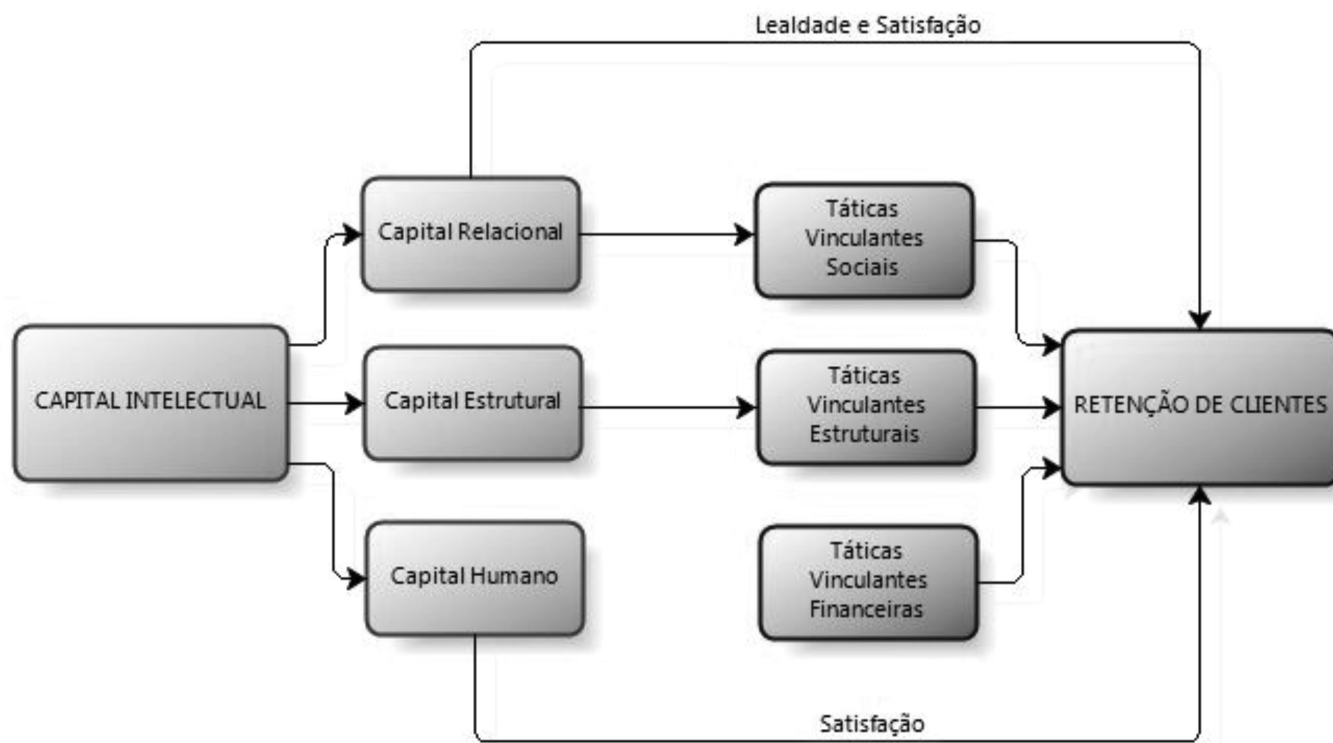 Lealdade e Satisfação
Capital Relacional
Táticas
Vinculantes
Sociais
CAPITAL INTELECTUAL
Capital Estrutural
Táticas
Vinculantes
Estruturais
RETENÇÃO DE CLIENTES
Capital Humano
Táticas
Vinculantes
Financeiras
Satisfação